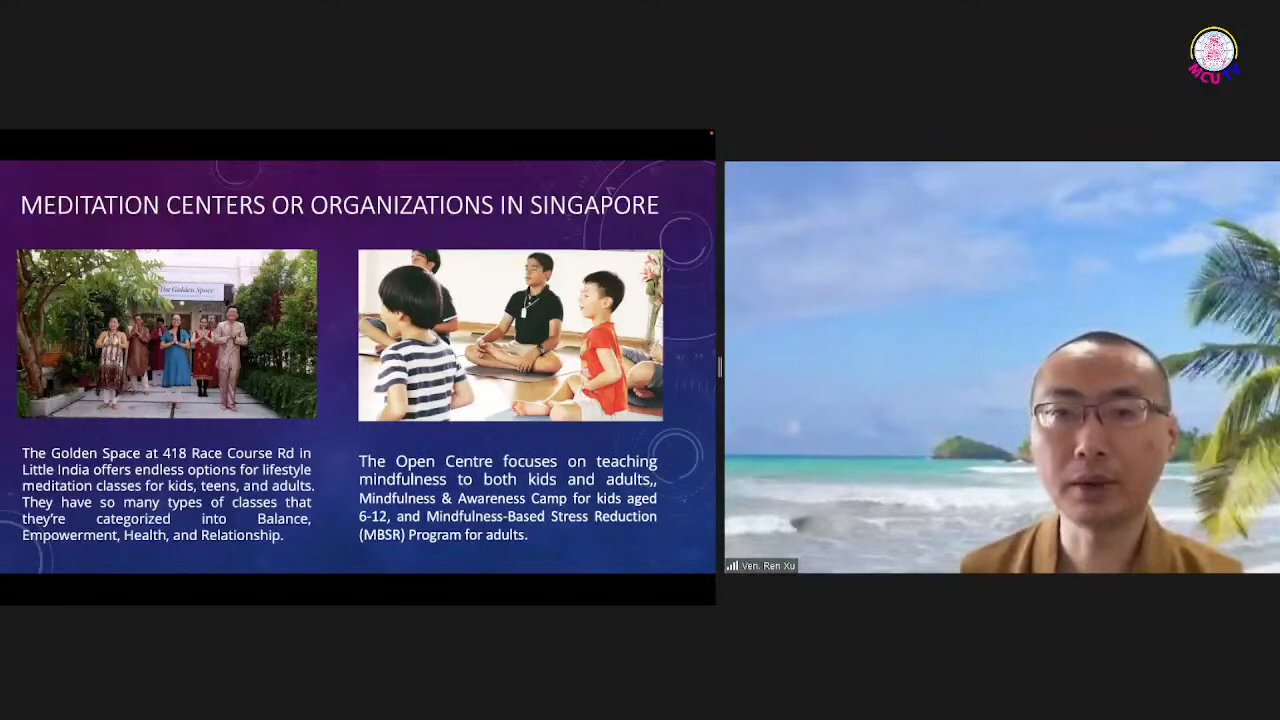 MCU TV
MEDITATION CENTERS OR ORGANIZATIONS IN SINGAPORE
The Golden Space
The Golden Space at 418 Race Course Rd in
Little India offers endless options for lifestyle
meditation classes for kids, teens, and adults.
They have so many types of classes that
they're categorized into Balance,
Empowerment, Health, and Relationship.
The Open Centre focuses on teaching
mindfulness to both kids and adults,,
Mindfulness & Awareness Camp for kids aged
6-12, and Mindfulness-Based Stress Reduction
(MBSR) Program for adults.
Ven. Ren Xu